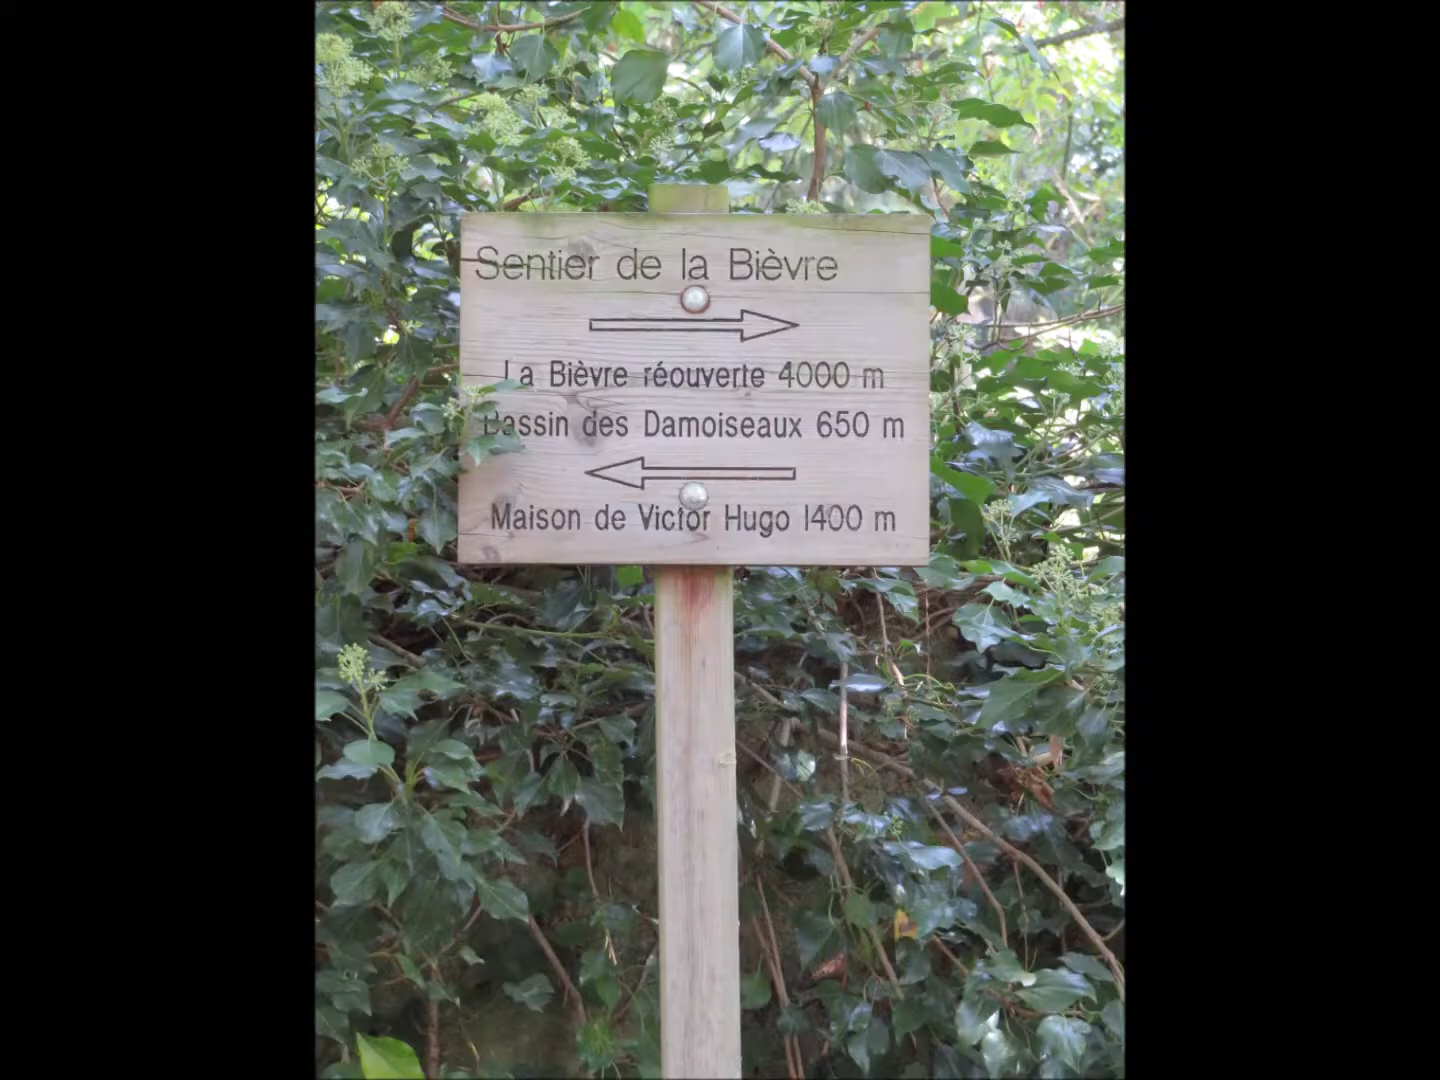 Sentier de la Bièvre
La Bièvre réouverte 4000 m
Bassin des Damoiseaux 650 m
Maison de Victor Hugo 1400 m